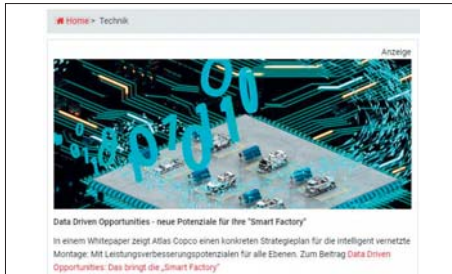 Home > Technik
Anzeige
Data Driven Opportunities - neue Potenziale für Ihre "Smart Factory"
In einem Whitepaper zeigt Atlas Copco einen konkreten Strategieplan für die intelligent vernetzte
Montage: Mit Leistungsverbesserungspotenzialen für alle Ebenen. Zum Beitrag Data Driven
Opportunities: Das bringt die „Smart Factory"